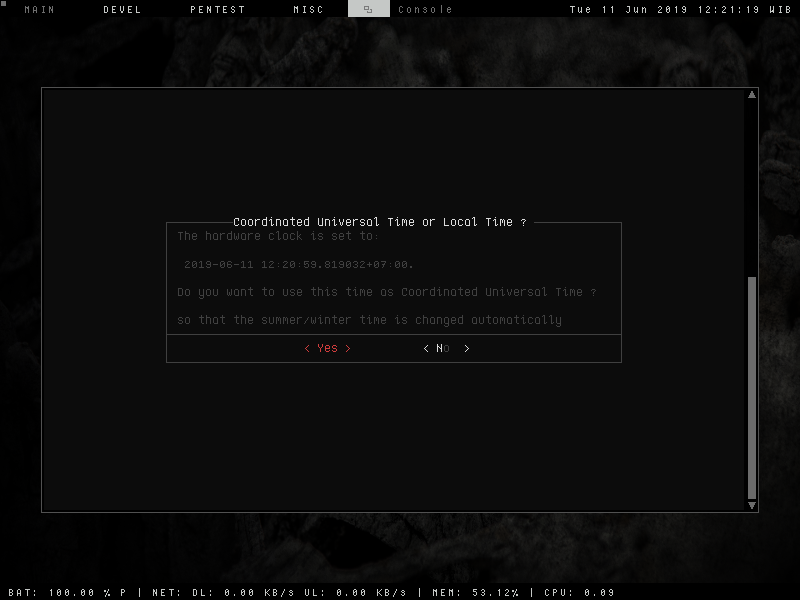 MAIN DEVEL PENTEST MISC Console Tue 11 Jun 2019 12:21:19 WIB
Coordinated Universal Time or Local Time ?
The hardware clock is set to:
2019-06-11 12:20:59.819032+07:00.
Do you want to use this time as Coordinated Universal Time ?
so that the summer/winter time is changed automatically
< Yes > < No >
BAT: 100.00 % P | NET: DL: 0.00 KB/s UL: 0.00 KB/s | MEM: 53.12% | CPU: 0.09